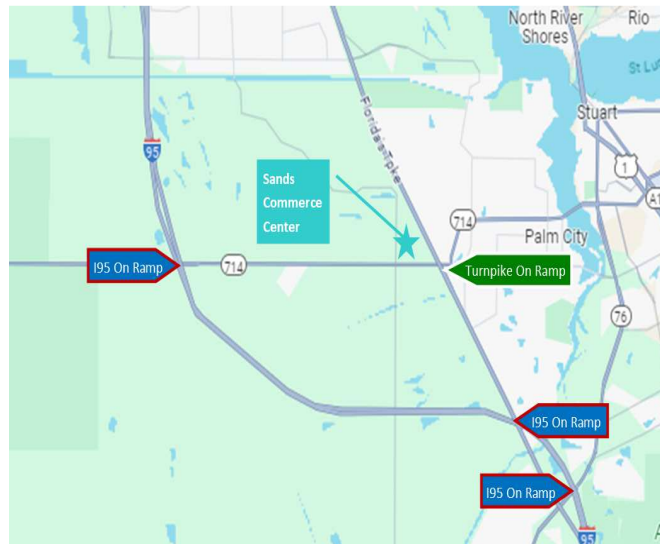 North River
Shores
Rio
St Lu
Stuart
Florida's Tpke
95
1
A1
Sands
Commerce
Center
714
Palm City
I95 On Ramp
714
Turnpike On Ramp
76
I95 On Ramp
I95 On Ramp
95
A